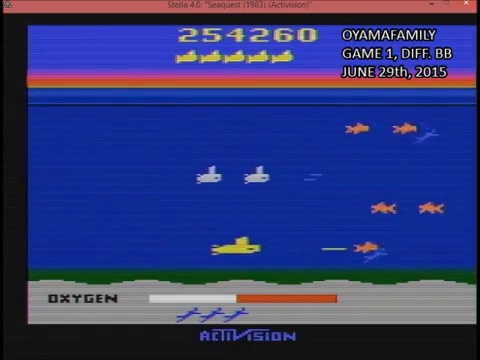 Stella 4.0: "Seaquest (1983) (Activision)"
254260
OYAMAFAMILY
GAME 1, DIFF. BB
JUNE 29th, 2015
OXYGEN
ACTIVISION